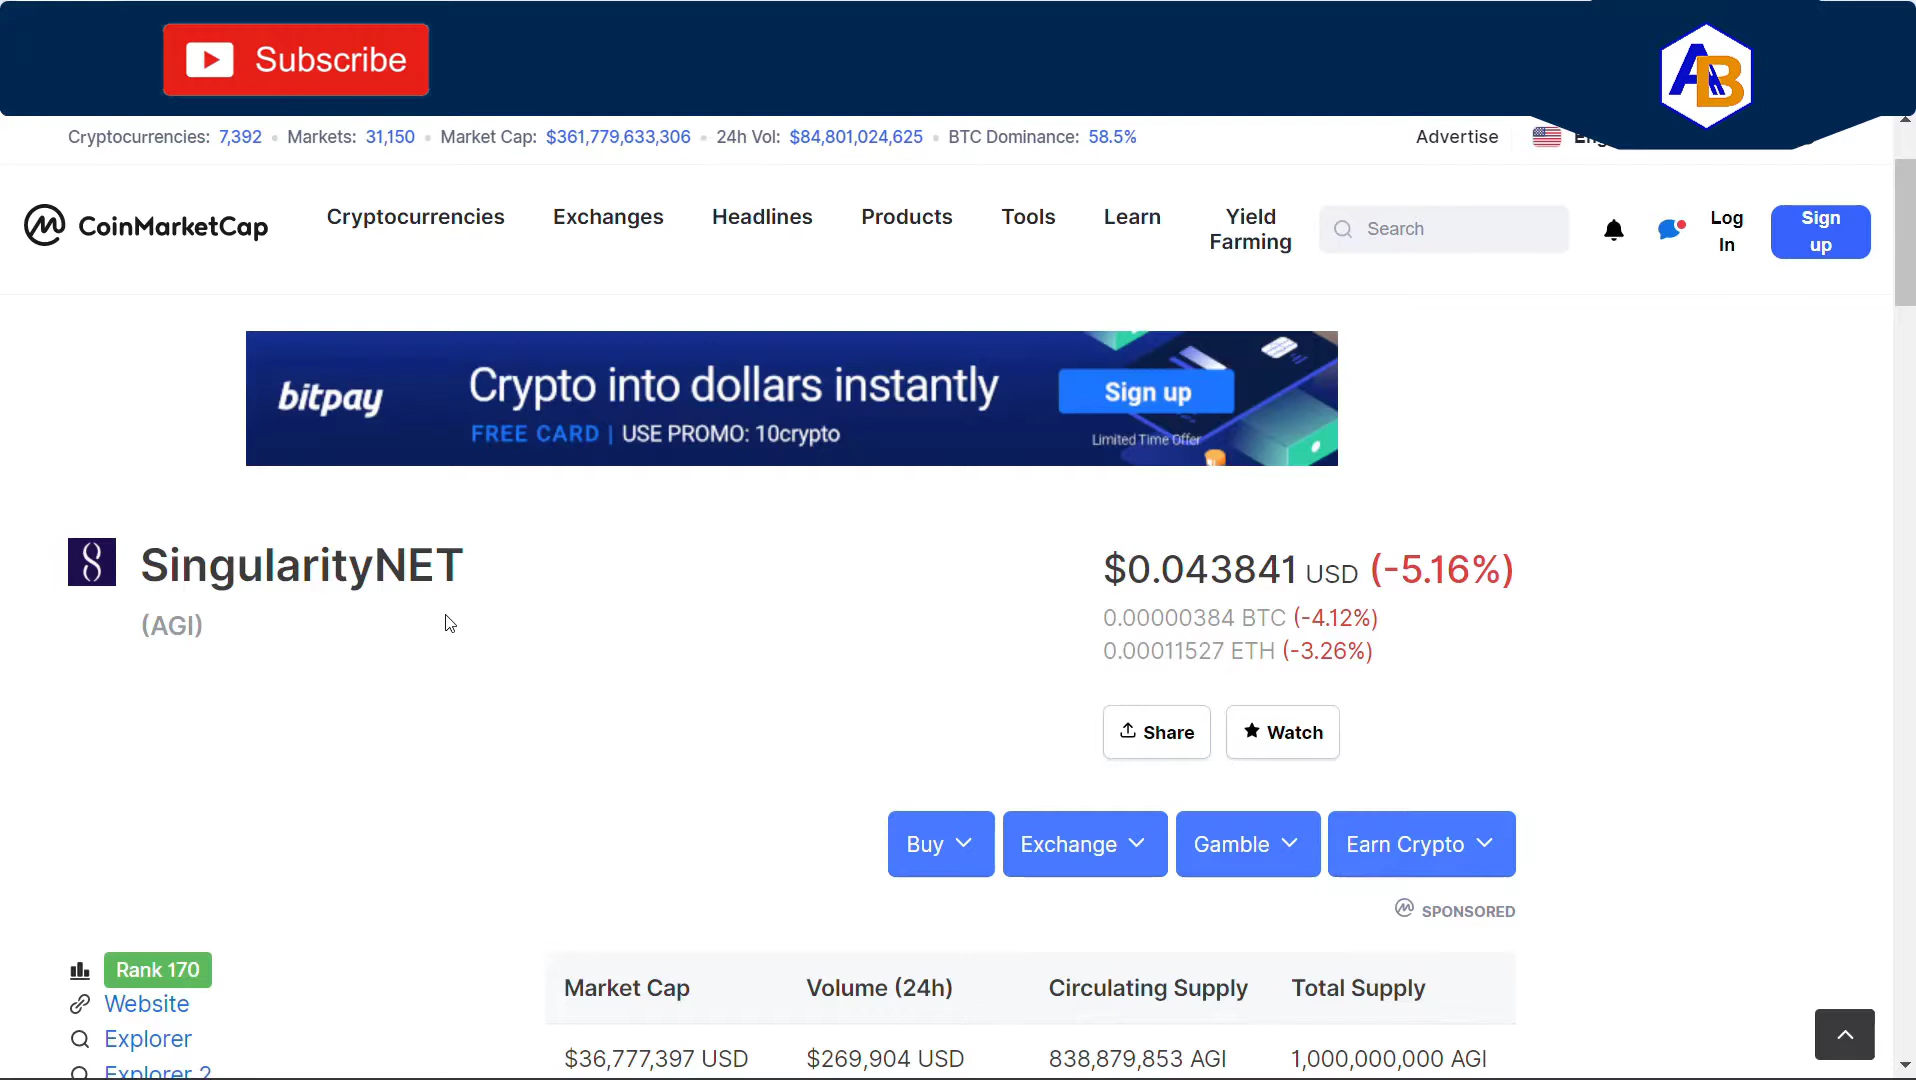 Subscribe
AB
Cryptocurrencies: 7,392 • Markets: 31,150 • Market Cap: $361,779,633,306 • 24h Vol: $84,801,024,625 • BTC Dominance: 58.5%
Advertise
CoinMarketCap
Cryptocurrencies Exchanges Headlines Products Tools Learn Yield Farming
Search
Log In
Sign up
bitpay
Crypto into dollars instantly
FREE CARD | USE PROMO: 10crypto
Sign up
Limited Time Offer
SingularityNET
(AGI)
$0.043841 USD (-5.16%)
0.00000384 BTC (-4.12%)
0.00011527 ETH (-3.26%)
Share Watch
Buy Exchange Gamble Earn Crypto
SPONSORED
Rank 170
Website
Explorer
Explorer 2
Market Cap Volume (24h) Circulating Supply Total Supply
$36,777,397 USD $269,904 USD 838,879,853 AGI 1,000,000,000 AGI